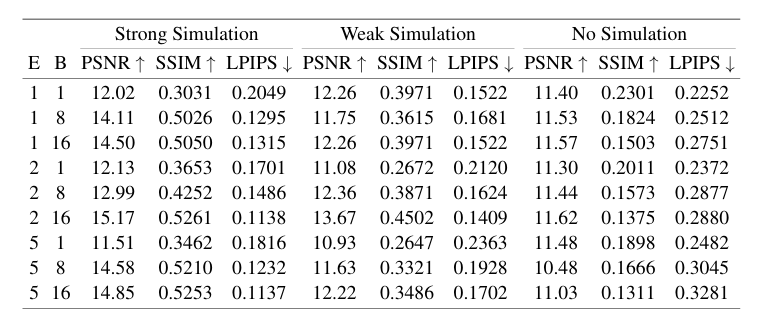 Strong Simulation Weak Simulation No Simulation
E B PSNR ↑ SSIM ↑ LPIPS ↓ PSNR ↑ SSIM ↑ LPIPS ↓ PSNR ↑ SSIM ↑ LPIPS ↓
1 1 12.02 0.3031 0.2049 12.26 0.3971 0.1522 11.40 0.2301 0.2252
1 8 14.11 0.5026 0.1295 11.75 0.3615 0.1681 11.53 0.1824 0.2512
1 16 14.50 0.5050 0.1315 12.26 0.3971 0.1522 11.57 0.1503 0.2751
2 1 12.13 0.3653 0.1701 11.08 0.2672 0.2120 11.30 0.2011 0.2372
2 8 12.99 0.4252 0.1486 12.36 0.3871 0.1624 11.44 0.1573 0.2877
2 16 15.17 0.5261 0.1138 13.67 0.4502 0.1409 11.62 0.1375 0.2880
5 1 11.51 0.3462 0.1816 10.93 0.2647 0.2363 11.48 0.1898 0.2482
5 8 14.58 0.5210 0.1232 11.63 0.3321 0.1928 10.48 0.1666 0.3045
5 16 14.85 0.5253 0.1137 12.22 0.3486 0.1702 11.03 0.1311 0.3281